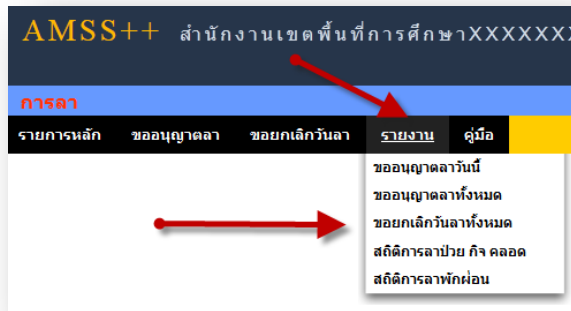 AMSS++ สำนักงานเขตพื้นที่การศึกษาXXXXXXX
การลา
รายการหลัก ขออนุญาตลา ขอยกเลิกวันลา รายงาน คู่มือ
ขออนุญาตลาวันนี้
ขออนุญาตลาทั้งหมด
ขอยกเลิกวันลาทั้งหมด
สถิติการลาป่วย กิจ คลอด
สถิติการลาพักผ่อน